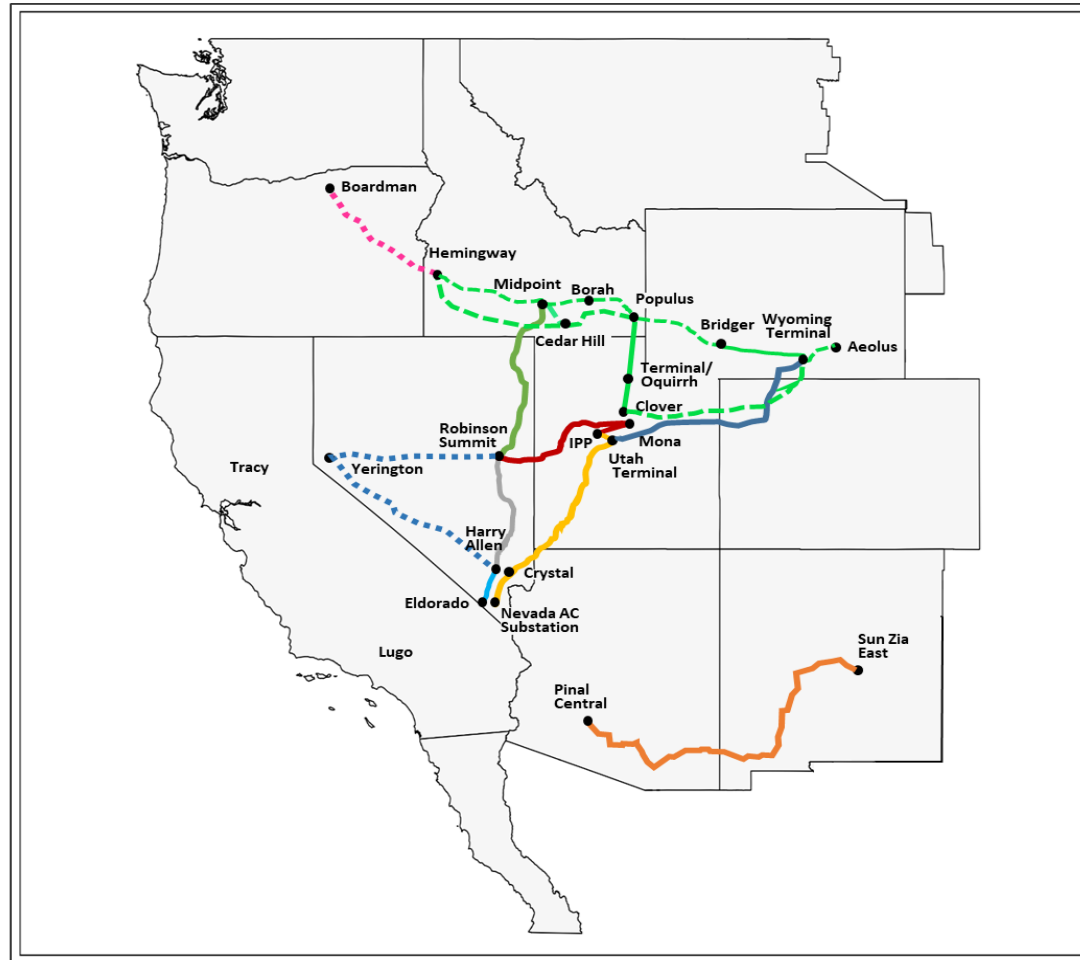 Boardman
Hemingway
Midpoint
Borah
Populus
Cedar Hill
Bridger
Wyoming
Terminal
Aeolus
Terminal/
Oquirrh
Clover
Robinson
Summit
IPP
Mona
Utah
Terminal
Tracy
Yerington
Harry
Allen
Crystal
Eldorado
Nevada AC
Substation
Lugo
Sun Zia
East
Pinal
Central